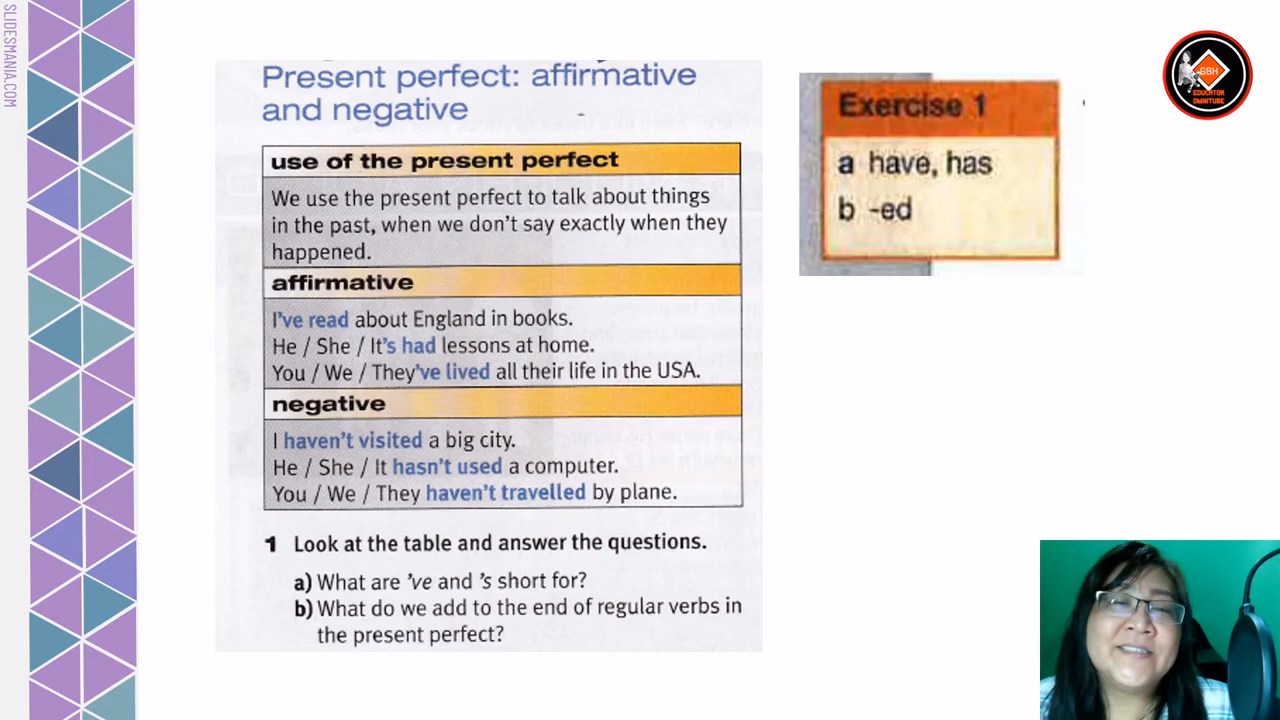 SLIDESMANIA.COM
Present perfect: affirmative
and negative
use of the present perfect
We use the present perfect to talk about things
in the past, when we don't say exactly when they
happened.
affirmative
I've read about England in books.
He / She / It's had lessons at home.
You / We / They've lived all their life in the USA.
negative
I haven't visited a big city.
He / She / It hasn't used a computer.
You / We / They haven't travelled by plane.
1 Look at the table and answer the questions.
a) What are 've and 's short for?
b) What do we add to the end of regular verbs in
the present perfect?
Exercise 1
a have, has
b -ed
BBH
EDUCATOR
OWNITUBE